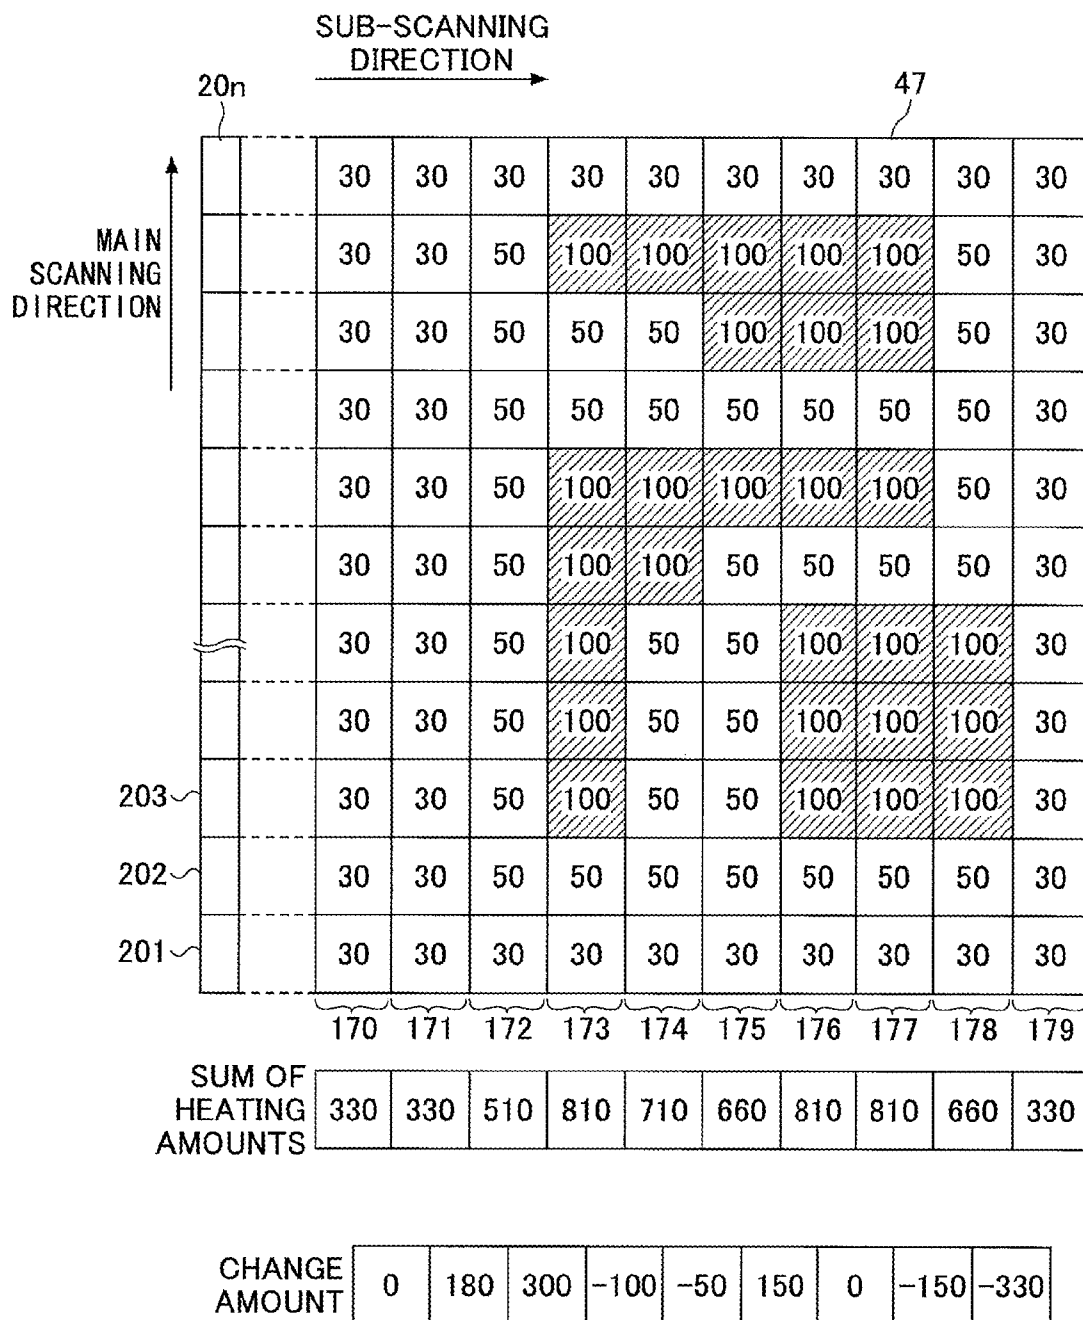 SUB-SCANNING
DIRECTION
20n
47
MAIN
SCANNING
DIRECTION
30 30 30 30 30 30 30 30 30 30
30 30 50 100 100 100 100 100 50 30
30 30 50 50 50 100 100 100 50 30
30 30 50 50 50 50 50 50 50 30
30 30 50 100 100 100 100 100 50 30
30 30 50 100 100 50 50 50 50 30
30 30 50 100 50 50 100 100 100 30
30 30 50 100 50 50 100 100 100 30
203 30 30 50 100 50 50 100 100 100 30
202 30 30 50 50 50 50 50 50 50 30
201 30 30 30 30 30 30 30 30 30 30
170 171 172 173 174 175 176 177 178 179
SUM OF
HEATING
AMOUNTS
330 330 510 810 710 660 810 810 660 330
CHANGE
AMOUNT
0 180 300 -100 -50 150 0 -150 -330